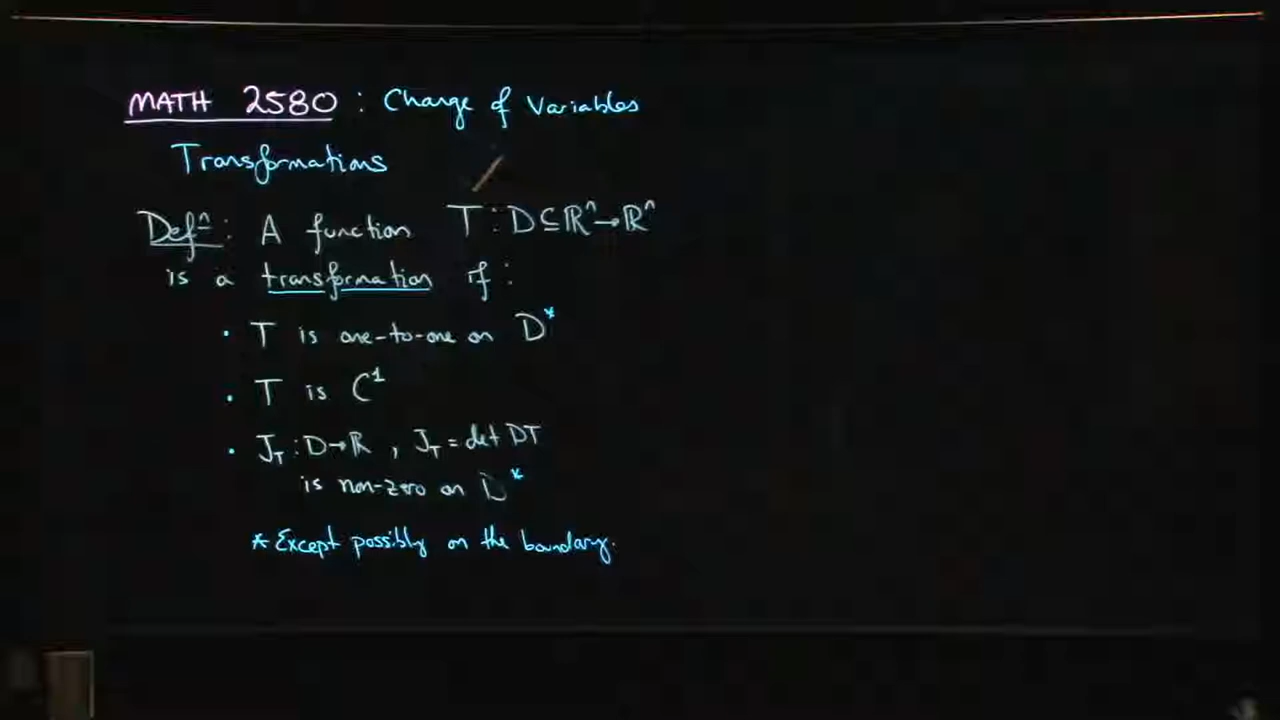 MATH 2580 : Change of Variables
Transformations
Defⁿ: A function T : D ⊆ ℝⁿ → ℝⁿ
is a transformation if :
• T is one-to-one on D*
• T is C¹
• J_T : D → ℝ , J_T = det DT
is non-zero on D*
* Except possibly on the boundary.